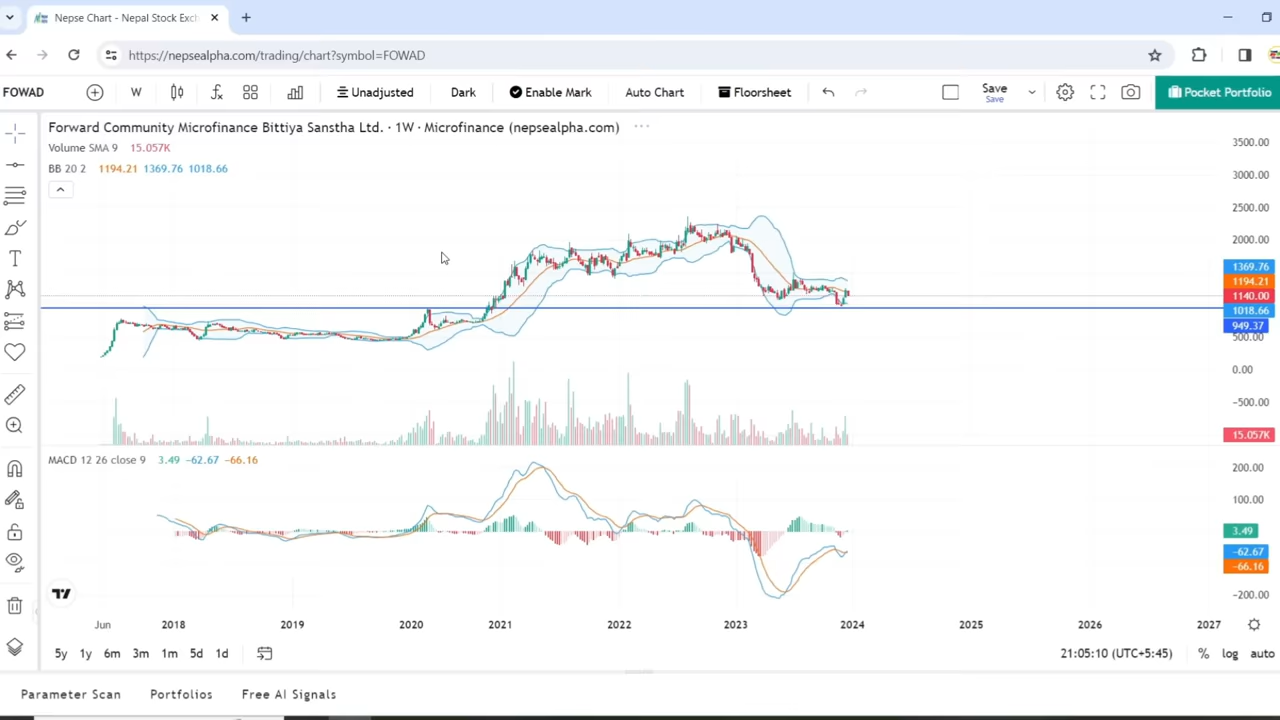 Nepse Chart - Nepal Stock Exch
https://nepsealpha.com/trading/chart?symbol=FOWAD
FOWAD W Unadjusted Dark Enable Mark Auto Chart Floorsheet Save Save Pocket Portfolio
Forward Community Microfinance Bittiya Sanstha Ltd. · 1W · Microfinance (nepsealpha.com)
Volume SMA 9 15.057K
BB 20 2 1194.21 1369.76 1018.66
3500.00
3000.00
2500.00
2000.00
1369.76
1194.21
1140.00
1018.66
949.37
500.00
0.00
−500.00
15.057K
MACD 12 26 close 9 3.49 −62.67 −66.16
200.00
100.00
3.49
−62.67
−66.16
−200.00
Jun 2018 2019 2020 2021 2022 2023 2024 2025 2026 2027
5y 1y 6m 3m 1m 5d 1d 21:05:10 (UTC+5:45) % log auto
Parameter Scan Portfolios Free AI Signals